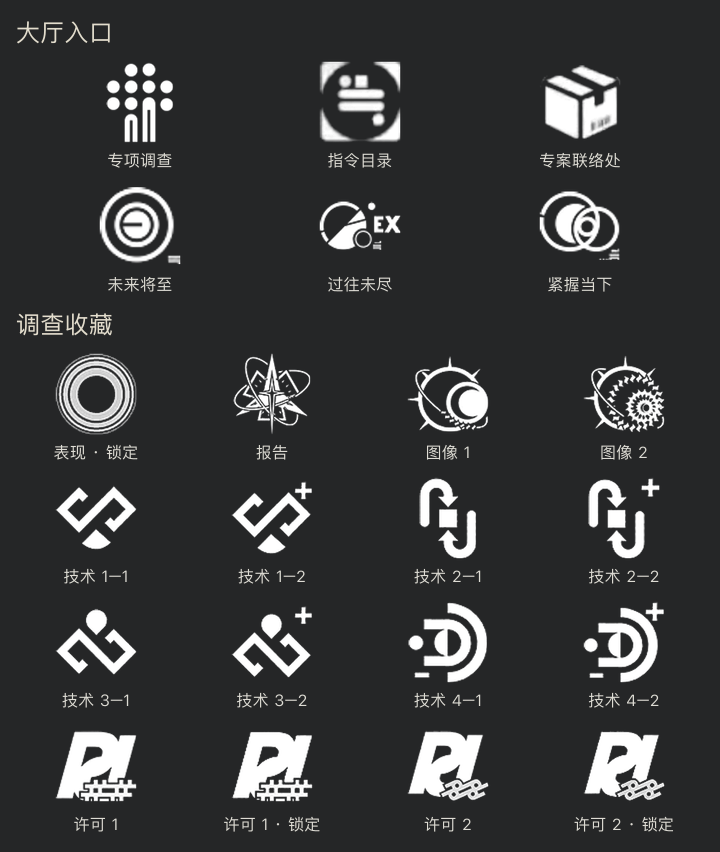 大厅入口
专项调查 指令目录 专案联络处
EX
未来将至 过往未尽 紧握当下
调查收藏
表现 · 锁定 报告 图像 1 图像 2
技术 1—1 技术 1—2 技术 2—1 技术 2—2
技术 3—1 技术 3—2 技术 4—1 技术 4—2
许可 1 许可 1 · 锁定 许可 2 许可 2 · 锁定